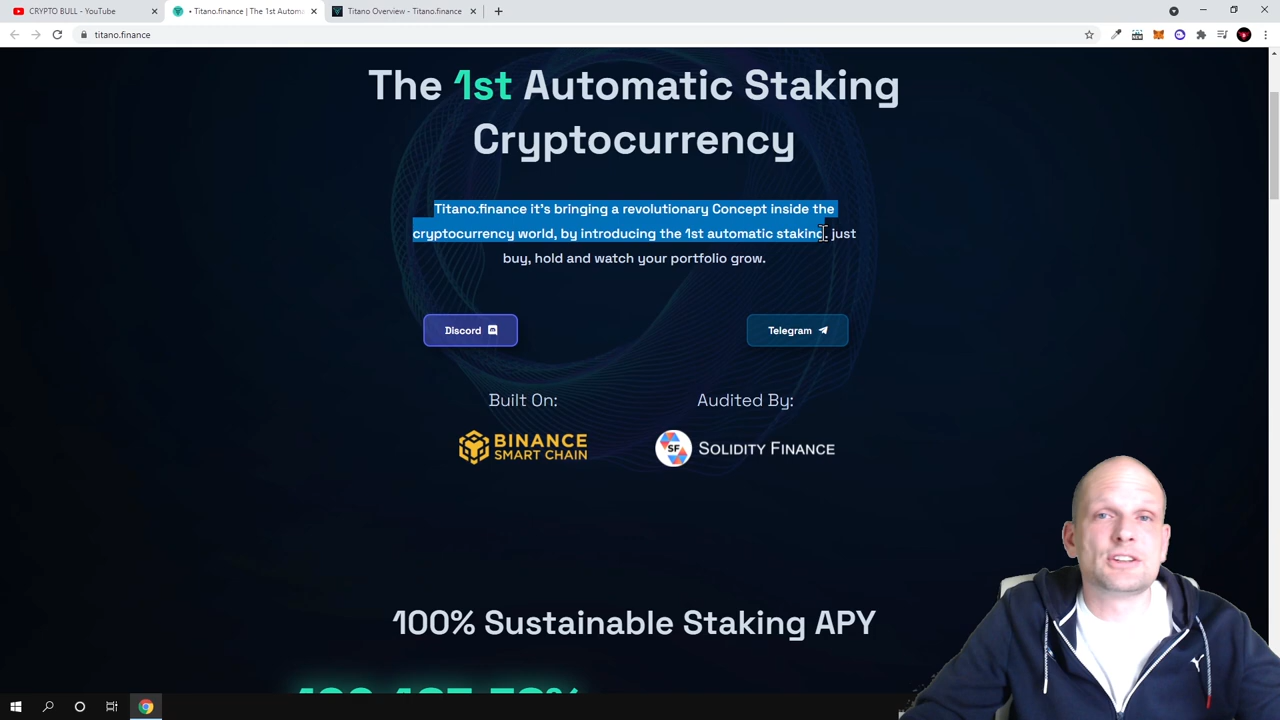 CRYPTO BULL - YouTube
• Titano.finance | The 1st Automa
Titano Overview - Titano.finance
titano.finance
The 1st Automatic Staking
Cryptocurrency
Titano.finance it's bringing a revolutionary Concept inside the
cryptocurrency world, by introducing the 1st automatic staking. just
buy, hold and watch your portfolio grow.
Discord
Telegram
Built On:
Audited By:
BINANCE
SMART CHAIN
SF
SOLIDITY FINANCE
100% Sustainable Staking APY